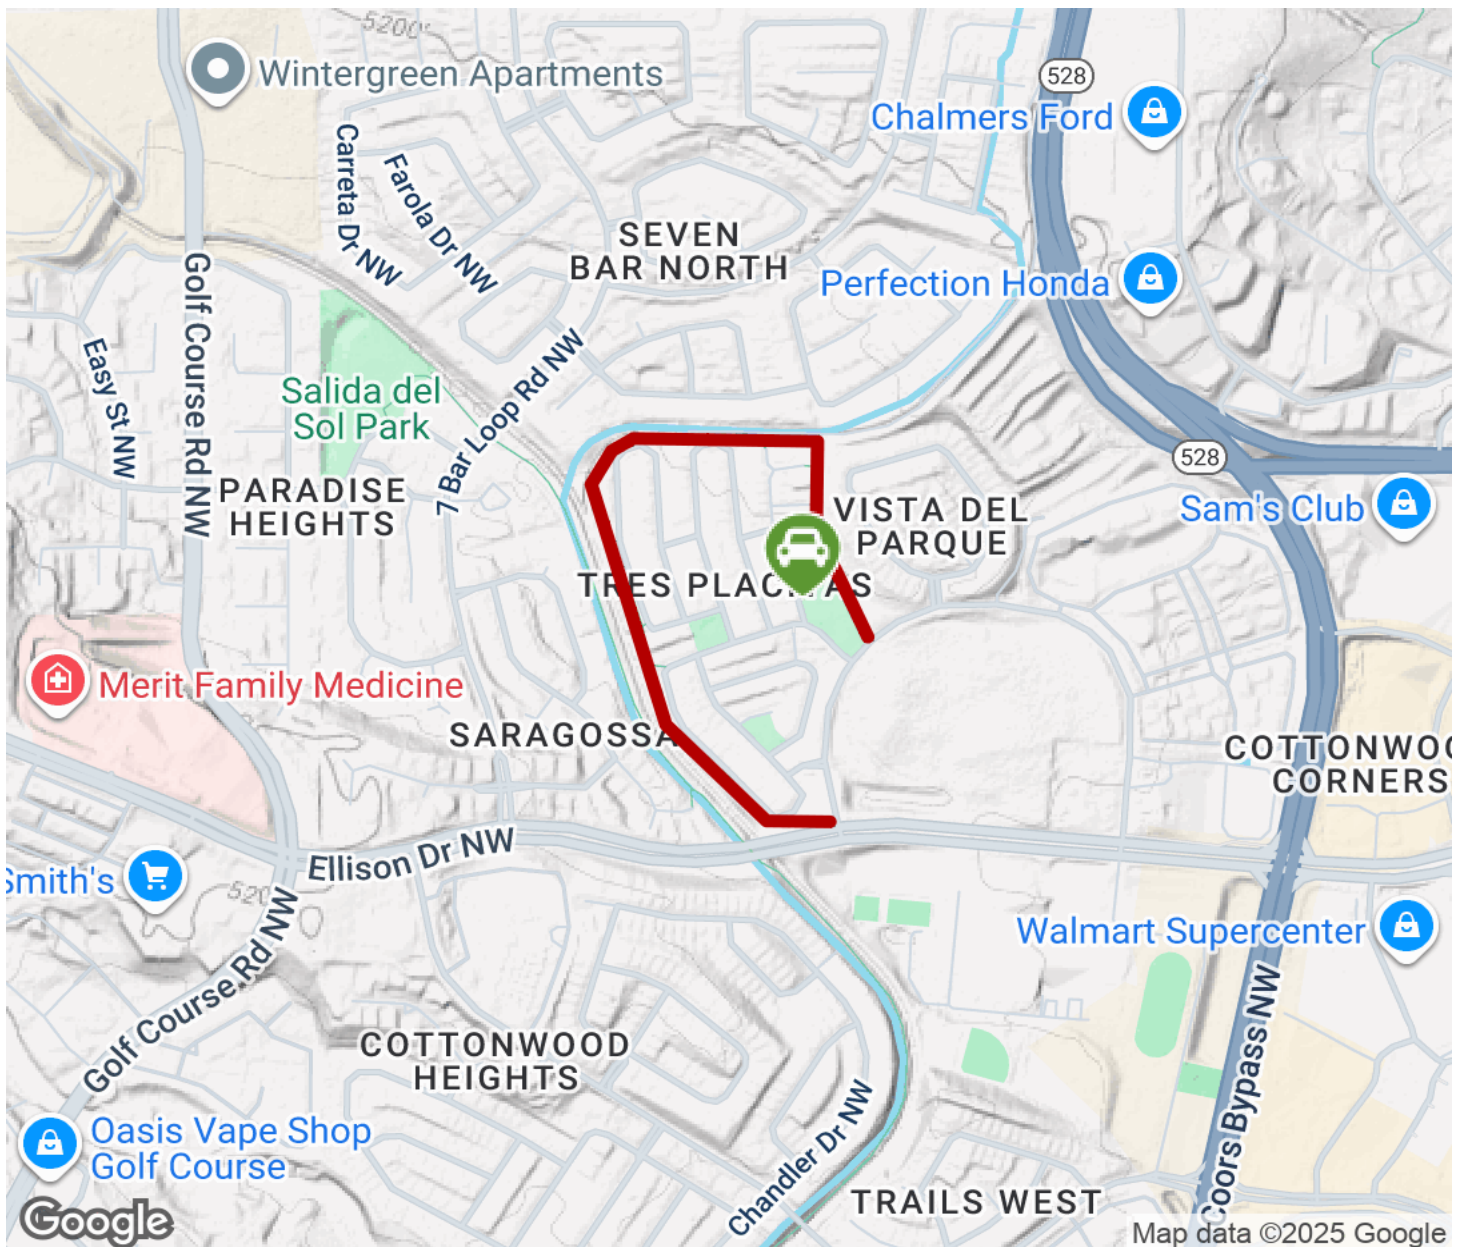 5200'
Wintergreen Apartments
528
Chalmers Ford
Carreta Dr NW
Farola Dr NW
SEVEN
BAR NORTH
Golf Course Rd NW
Perfection Honda
Easy St NW
Salida del
Sol Park
7 Bar Loop Rd NW
528
PARADISE
HEIGHTS
VISTA DEL
PARQUE
Sam's Club
TRES PLACITAS
Merit Family Medicine
SARAGOSSA
COTTONWOO
CORNERS
Ellison Dr NW
Smith's
520
Golf Course Rd NW
Walmart Supercenter
COTTONWOOD
HEIGHTS
Coors Bypass NW
Chandler Dr NW
Oasis Vape Shop
Golf Course
TRAILS WEST
Google
Map data ©2025 Google